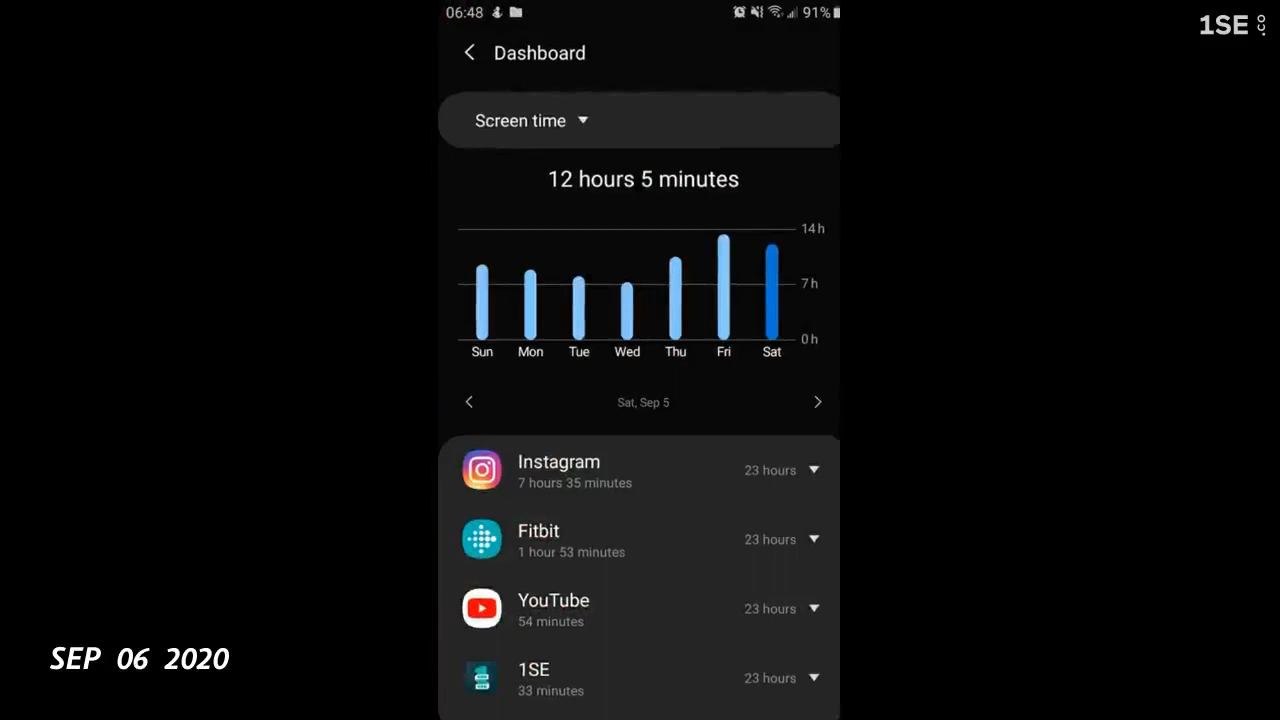 06:48
91%
1SE.co
Dashboard
Screen time
12 hours 5 minutes
14 h
7 h
0 h
Sun Mon Tue Wed Thu Fri Sat
Sat, Sep 5
Instagram
7 hours 35 minutes
23 hours
Fitbit
1 hour 53 minutes
23 hours
YouTube
54 minutes
23 hours
1SE
33 minutes
23 hours
SEP 06 2020